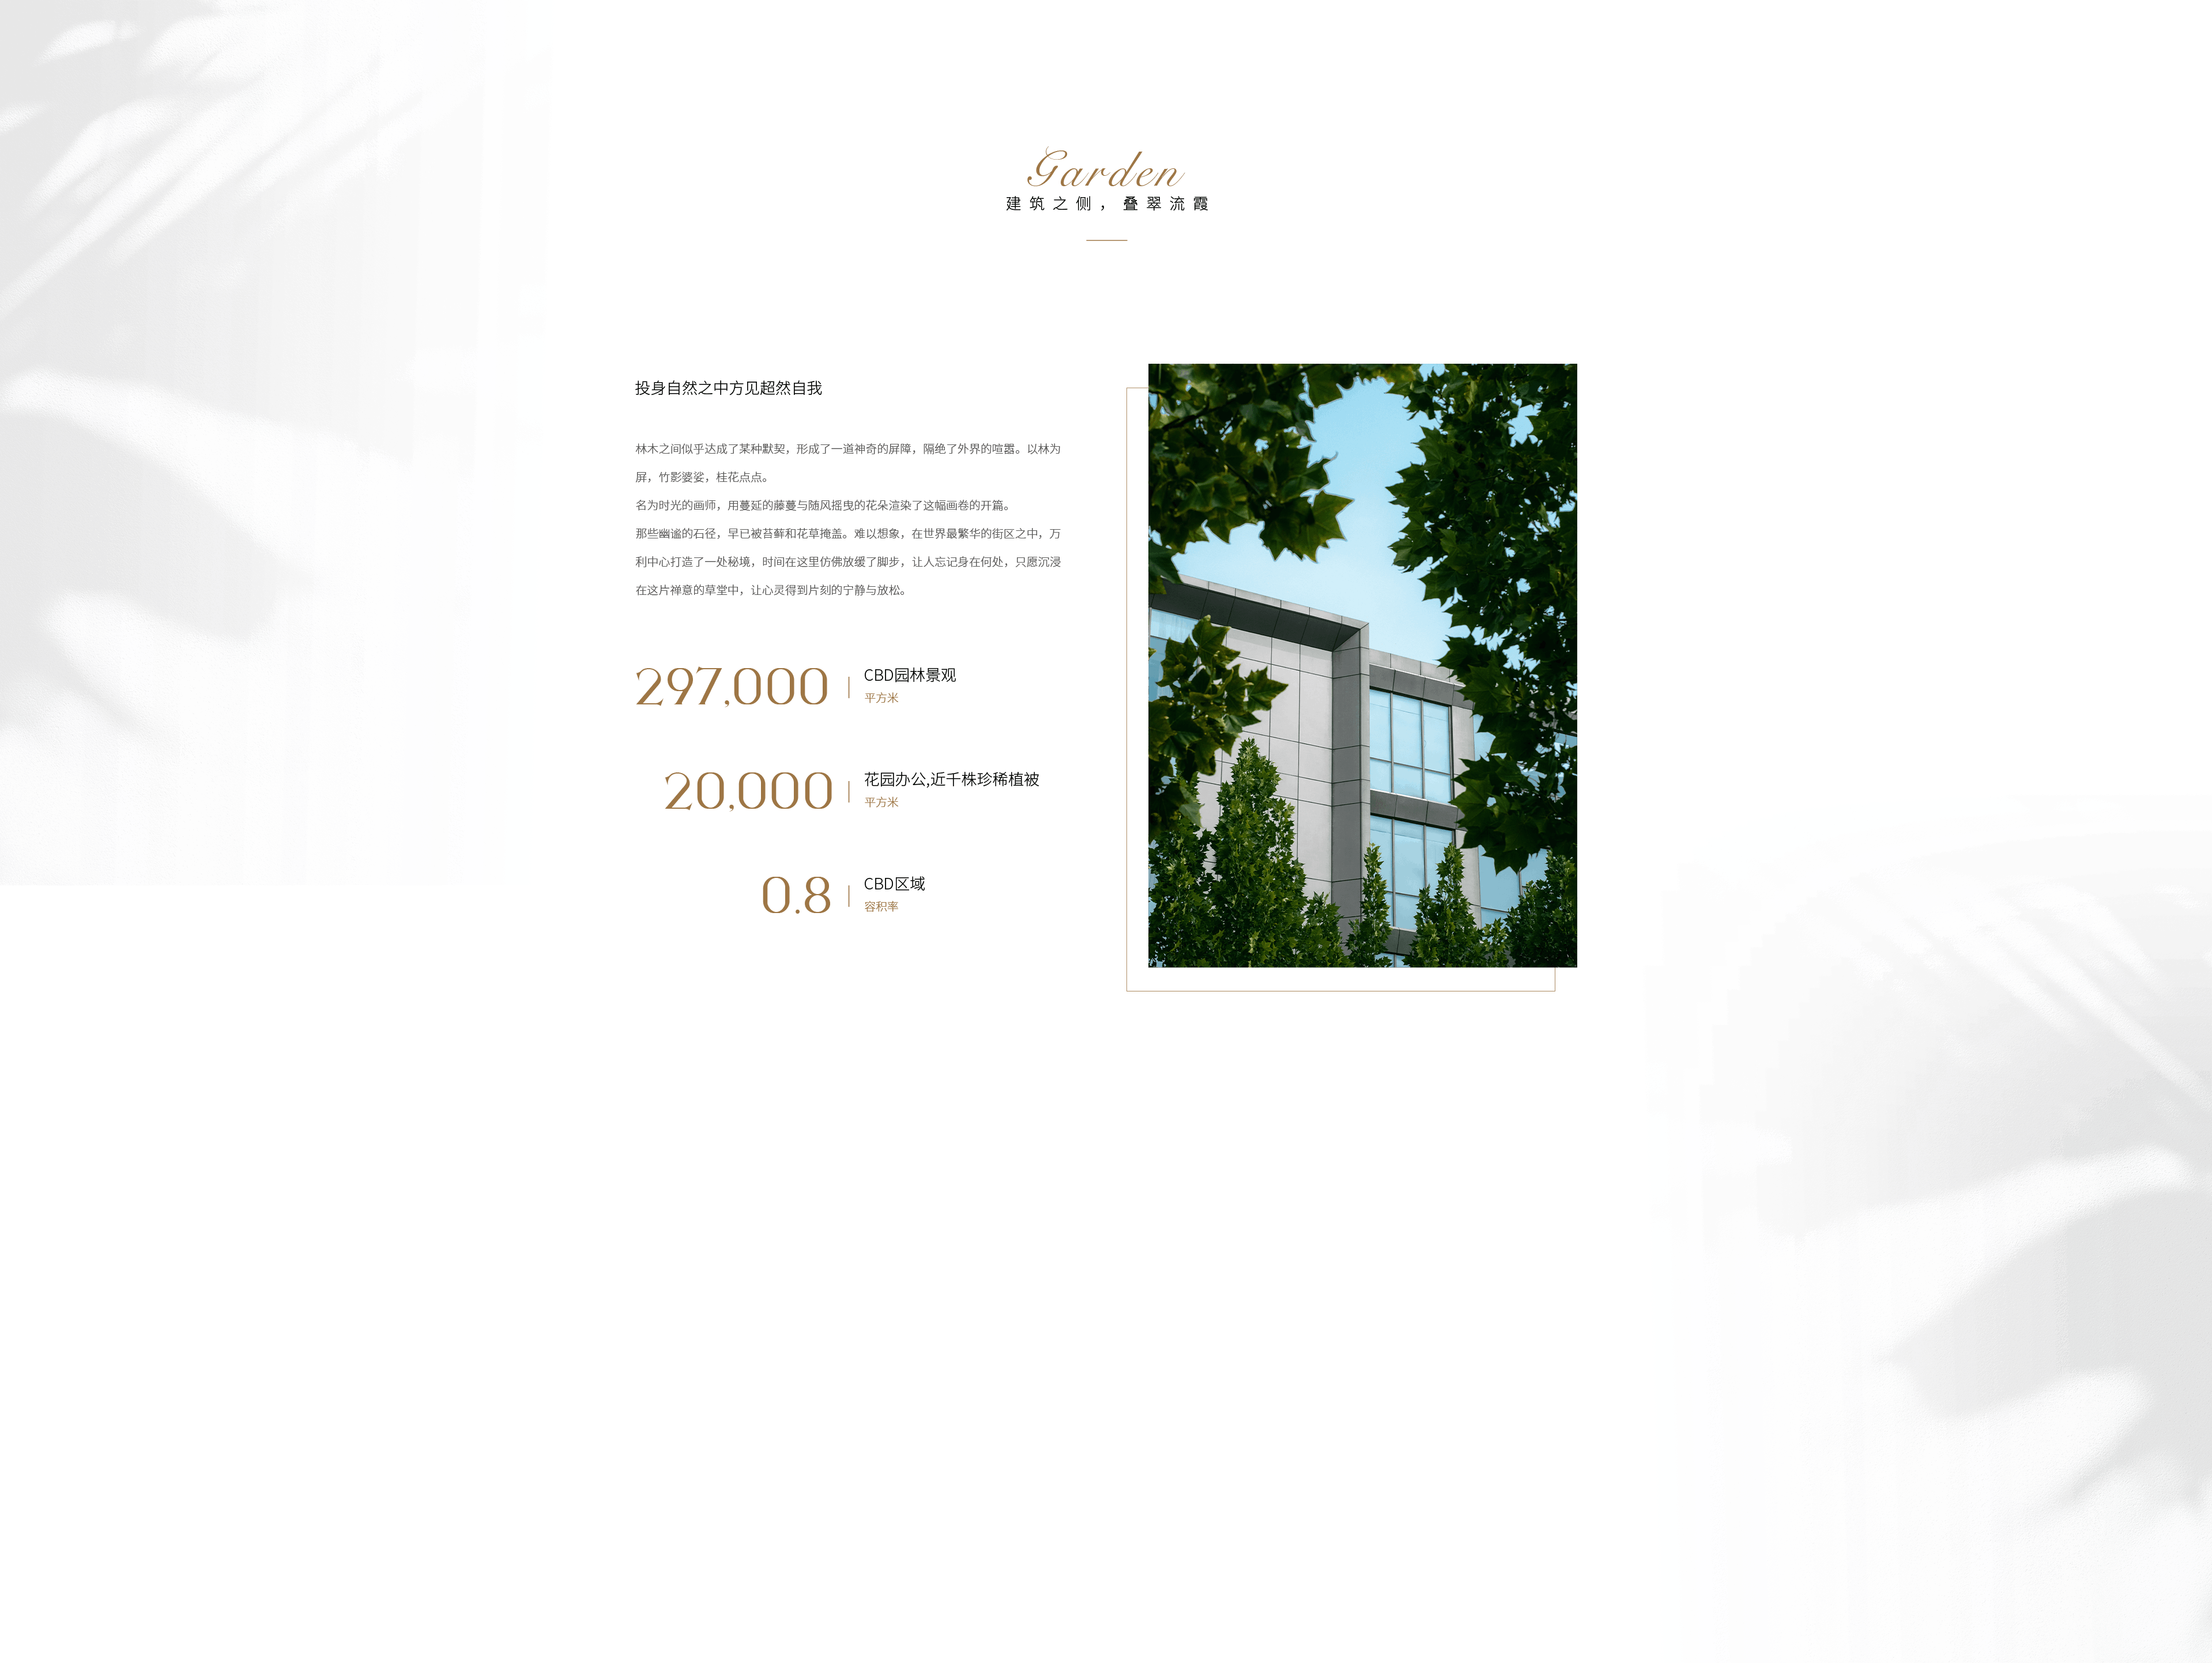 Garden
建筑之侧，叠翠流霞
投身自然之中方见超然自我
林木之间似乎达成了某种默契，形成了一道神奇的屏障，隔绝了外界的喧嚣。以林为
屏，竹影婆娑，桂花点点。
名为时光的画师，用蔓延的藤蔓与随风摇曳的花朵渲染了这幅画卷的开篇。
那些幽谧的石径，早已被苔藓和花草掩盖。难以想象，在世界最繁华的街区之中，万
利中心打造了一处秘境，时间在这里仿佛放缓了脚步，让人忘记身在何处，只愿沉浸
在这片禅意的草堂中，让心灵得到片刻的宁静与放松。
297,000
CBD园林景观
平方米
20,000
花园办公,近千株珍稀植被
平方米
0.8
CBD区域
容积率